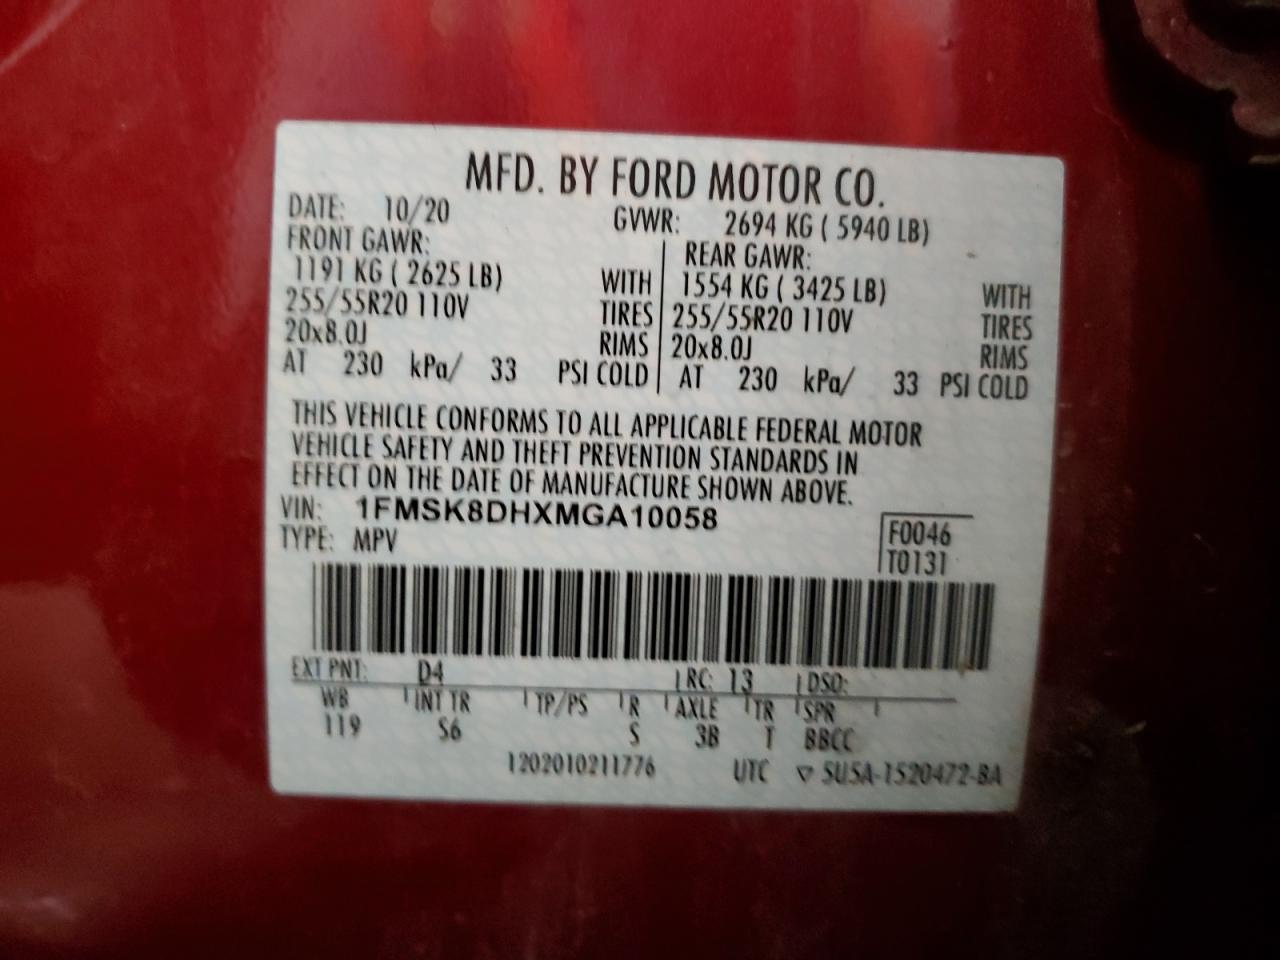 MFD. BY FORD MOTOR CO.
DATE: 10/20 GVWR: 2694 KG ( 5940 LB)
FRONT GAWR: REAR GAWR:
1191 KG ( 2625 LB) WITH 1554 KG ( 3425 LB) WITH
255/55R20 110V TIRES 255/55R20 110V TIRES
20x8.0J RIMS 20x8.0J RIMS
AT 230 kPa/ 33 PSI COLD AT 230 kPa/ 33 PSI COLD
THIS VEHICLE CONFORMS TO ALL APPLICABLE FEDERAL MOTOR
VEHICLE SAFETY AND THEFT PREVENTION STANDARDS IN
EFFECT ON THE DATE OF MANUFACTURE SHOWN ABOVE.
VIN: 1FMSK8DHXMGA10058
TYPE: MPV
F0046
T0131
EXT PNT: D4 RC: 13 DSO:
WB INT TR TP/PS R AXLE TR SPR
119 S6 S 3B T BBCC
1202010211776 UTC ▽ 5U5A-1520472-BA